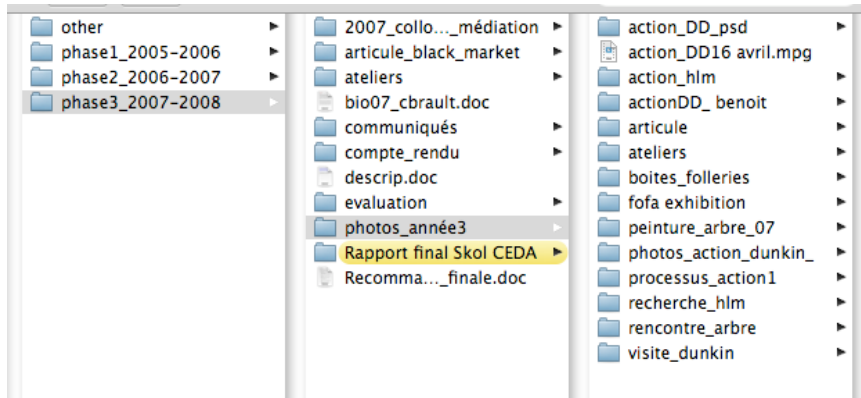 other
phase1_2005-2006
phase2_2006-2007
phase3_2007-2008
2007_collo..._médiation
articule_black_market
ateliers
bio07_cbrault.doc
communiqués
compte_rendu
descrip.doc
evaluation
photos_année3
Rapport final Skol CEDA
Recomma..._finale.doc
action_DD_psd
action_DD16 avril.mpg
action_hlm
actionDD_ benoit
articule
ateliers
boites_folleries
fofa exhibition
peinture_arbre_07
photos_action_dunkin_
processus_action1
recherche_hlm
rencontre_arbre
visite_dunkin